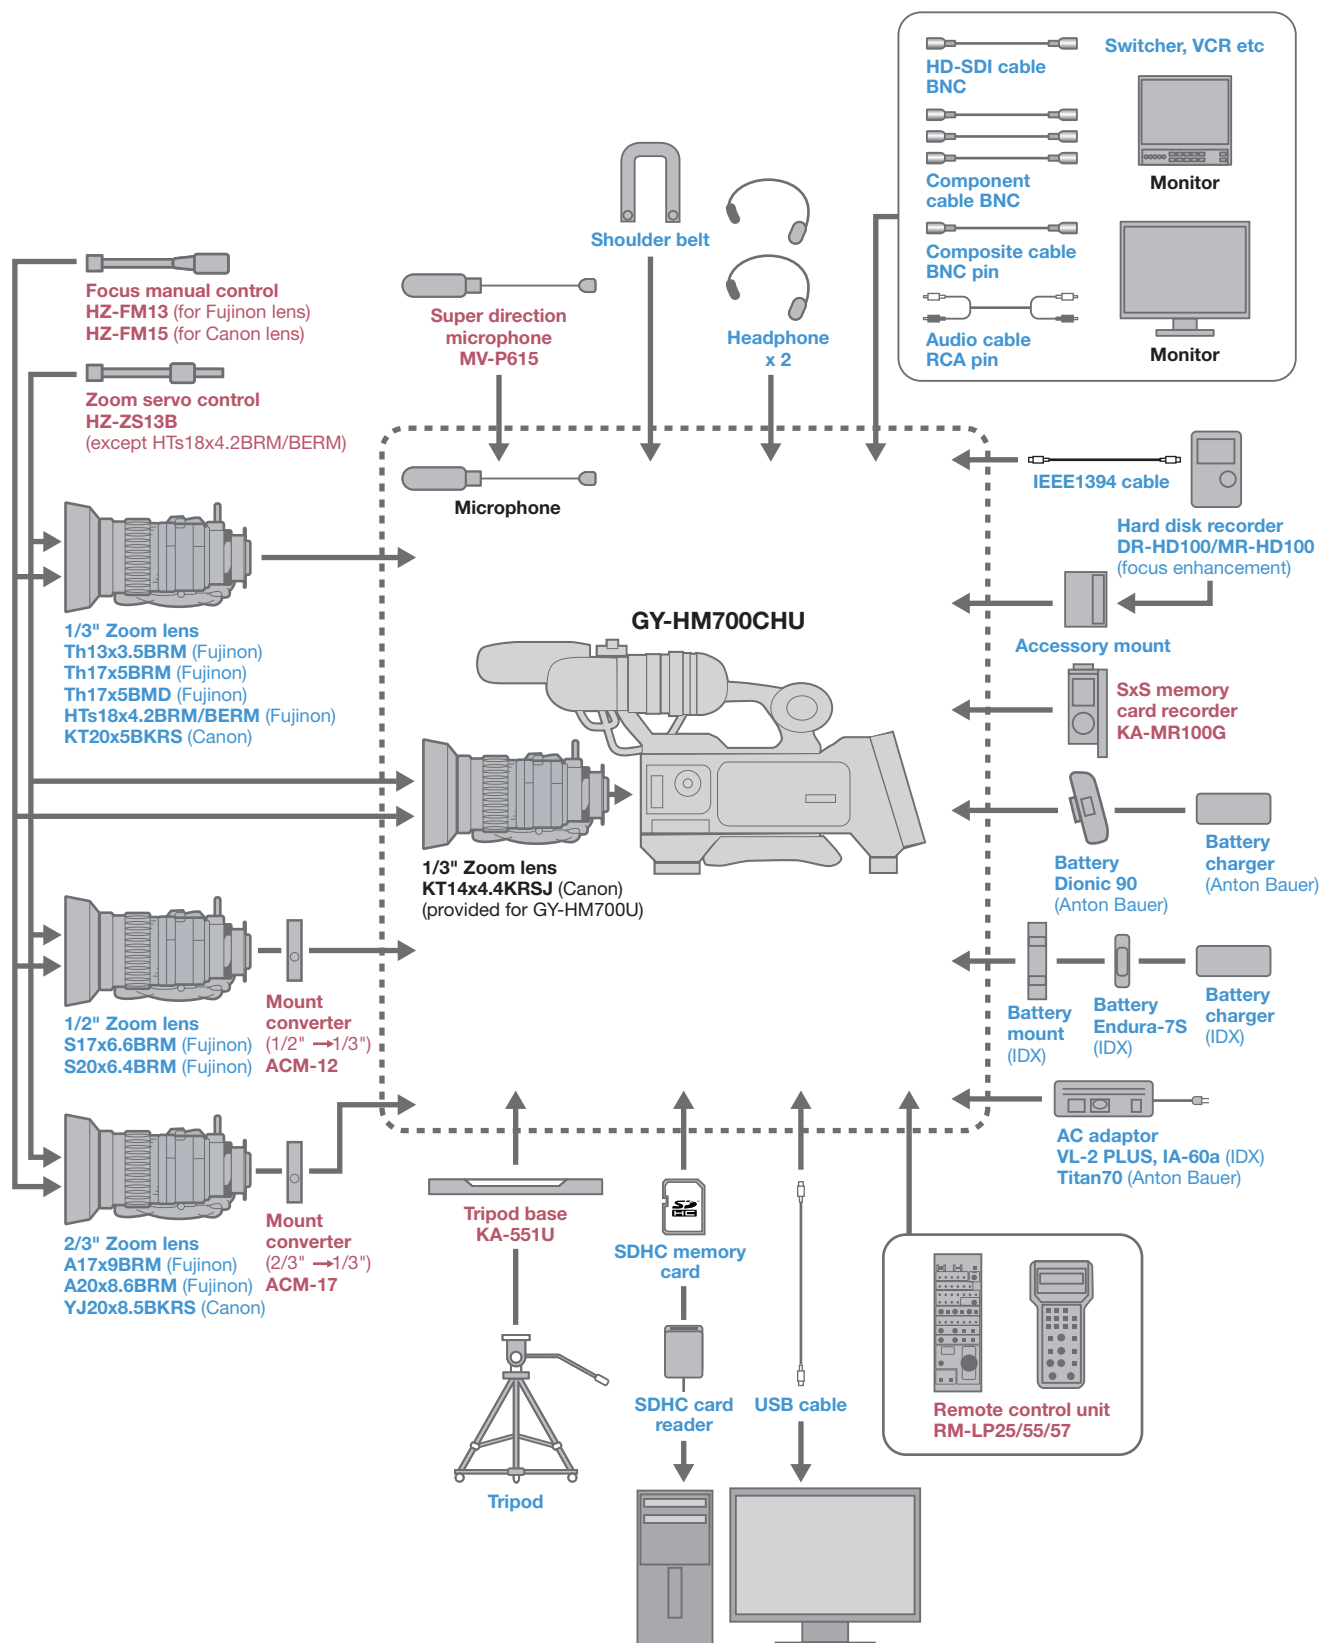 HD-SDI cable
BNC
Switcher, VCR etc
Monitor
Component
cable BNC
Composite cable
BNC pin
Audio cable
RCA pin
Monitor
Shoulder belt
Headphone
x 2
Super direction
microphone
MV-P615
Focus manual control
HZ-FM13 (for Fujinon lens)
HZ-FM15 (for Canon lens)
Zoom servo control
HZ-ZS13B
(except HTs18x4.2BRM/BERM)
Microphone
IEEE1394 cable
Hard disk recorder
DR-HD100/MR-HD100
(focus enhancement)
Accessory mount
SxS memory
card recorder
KA-MR100G
1/3" Zoom lens
Th13x3.5BRM (Fujinon)
Th17x5BRM (Fujinon)
Th17x5BMD (Fujinon)
HTs18x4.2BRM/BERM (Fujinon)
KT20x5BKRS (Canon)
GY-HM700CHU
1/3" Zoom lens
KT14x4.4KRSJ (Canon)
(provided for GY-HM700U)
Battery
Dionic 90
(Anton Bauer)
Battery
charger
(Anton Bauer)
Battery
mount
(IDX)
Battery
Endura-7S
(IDX)
Battery
charger
(IDX)
1/2" Zoom lens
S17x6.6BRM (Fujinon)
S20x6.4BRM (Fujinon)
Mount
converter
(1/2" →1/3")
ACM-12
AC adaptor
VL-2 PLUS, IA-60a (IDX)
Titan70 (Anton Bauer)
2/3" Zoom lens
A17x9BRM (Fujinon)
A20x8.6BRM (Fujinon)
YJ20x8.5BKRS (Canon)
Mount
converter
(2/3" →1/3")
ACM-17
Tripod base
KA-551U
Tripod
SD
HC
SDHC memory
card
SDHC card
reader
USB cable
Remote control unit
RM-LP25/55/57